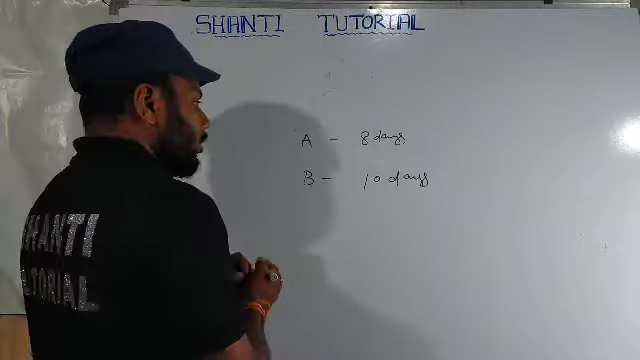 SHANTI TUTORIAL
A - 8 days
B - 10 days
SHANTI
TUTORIAL